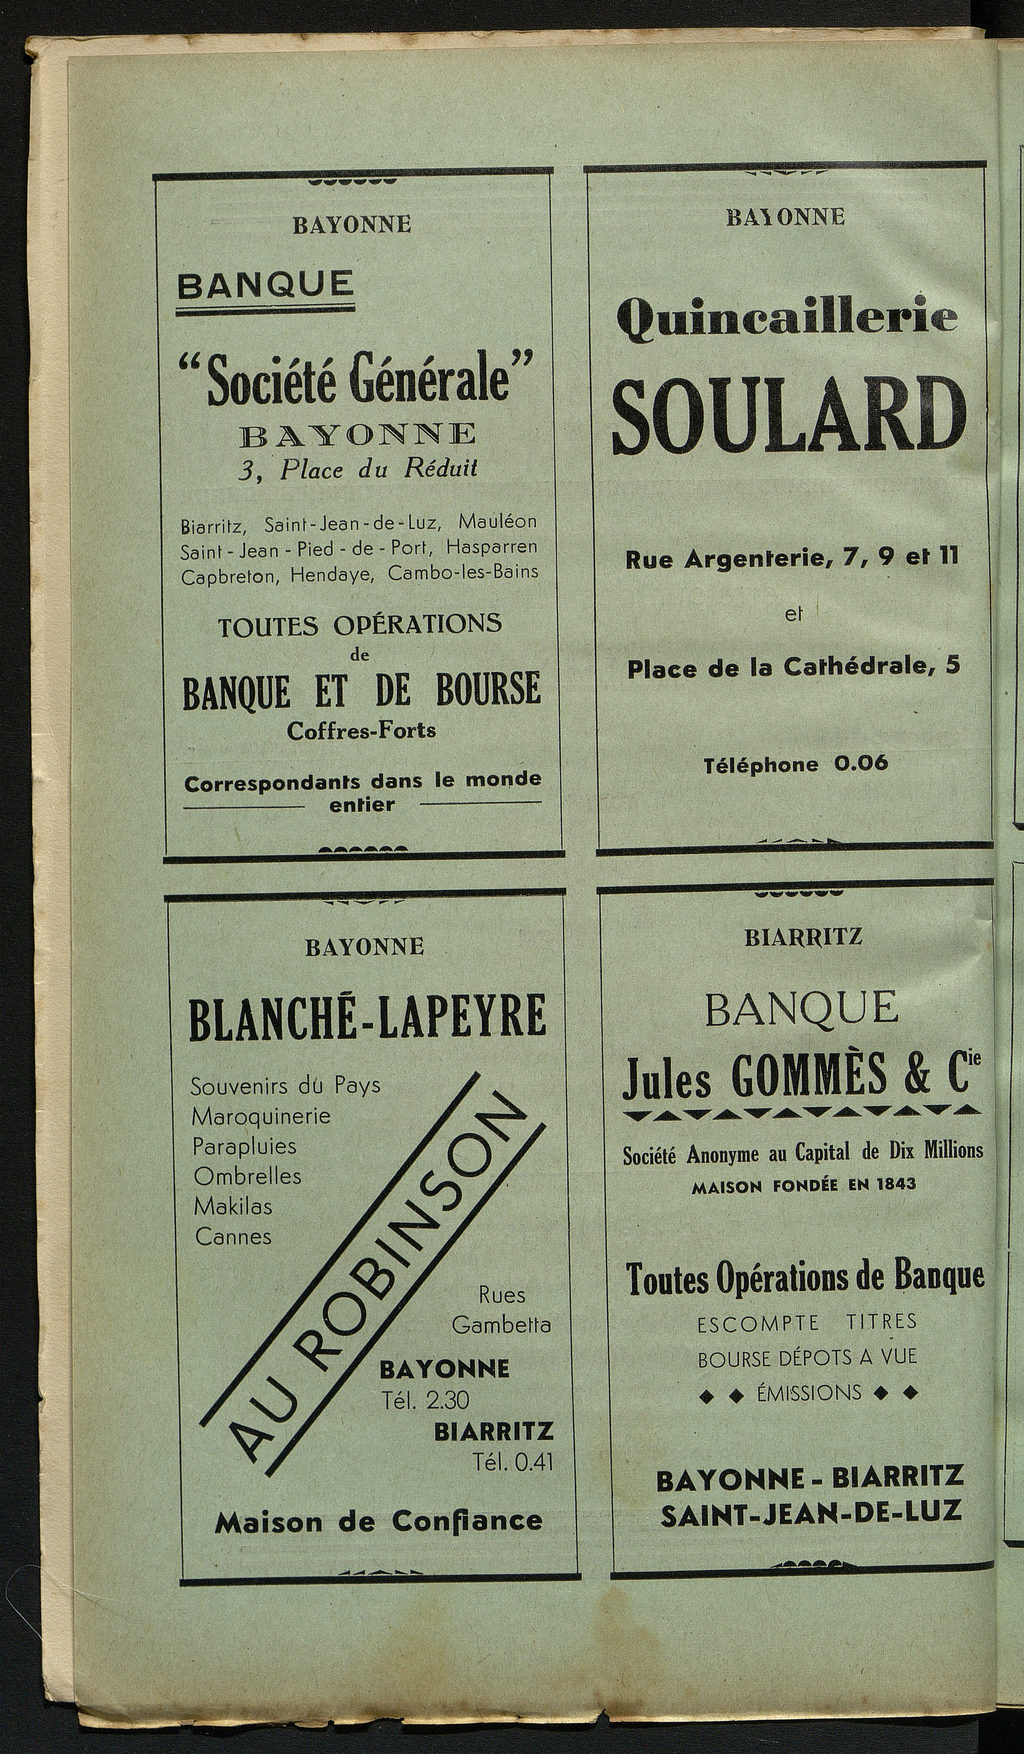 BAYONNE
BANQUE
“Société Générale”
BAYONNE
3, Place du Réduit
Biarritz, Saint-Jean-de-Luz, Mauléon
Saint-Jean-Pied-de-Port, Hasparren
Capbreton, Hendaye, Cambo-les-Bains
TOUTES OPÉRATIONS
de
BANQUE ET DE BOURSE
Coffres-Forts
Correspondants dans le monde
entier
BAYONNE
Quincaillerie
SOULARD
Rue Argenterie, 7, 9 et 11
et
Place de la Cathédrale, 5
Téléphone 0.06
BAYONNE
BLANCHÉ-LAPEYRE
Souvenirs du Pays
Maroquinerie
Parapluies
Ombrelles
Makilas
Cannes
AU ROBINSON
Rues
Gambetta
BAYONNE
Tél. 2.30
BIARRITZ
Tél. 0.41
Maison de Confiance
BIARRITZ
BANQUE
Jules GOMMÈS & Cie
Société Anonyme au Capital de Dix Millions
MAISON FONDÉE EN 1843
Toutes Opérations de Banque
ESCOMPTE TITRES
BOURSE DÉPOTS A VUE
◆ ◆ ÉMISSIONS ◆ ◆
BAYONNE - BIARRITZ
SAINT-JEAN-DE-LUZ